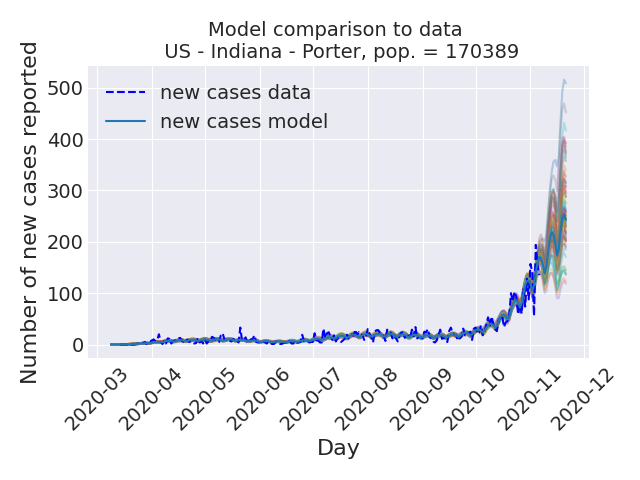 Model comparison to data
US - Indiana - Porter, pop. = 170389
Number of new cases reported
500
400
300
200
100
0
new cases data
new cases model
2020-03
2020-04
2020-05
2020-06
2020-07
2020-08
2020-09
2020-10
2020-11
2020-12
Day